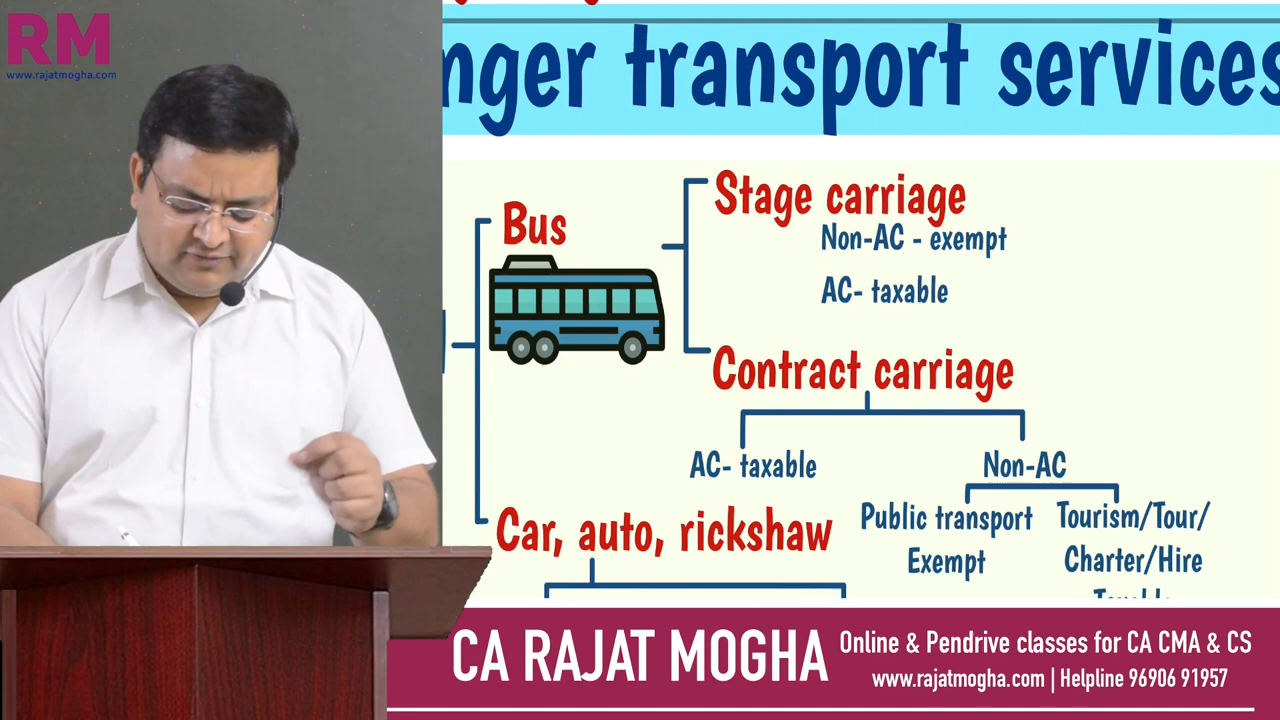 RM
www.rajatmogha.com
nger transport services
Bus
Stage carriage
Non-AC - exempt
AC- taxable
Contract carriage
AC- taxable
Non-AC
Public transport
Exempt
Tourism/Tour/
Charter/Hire
Taxable
Car, auto, rickshaw
CA RAJAT MOGHA
Online & Pendrive classes for CA CMA & CS
www.rajatmogha.com | Helpline 96906 91957